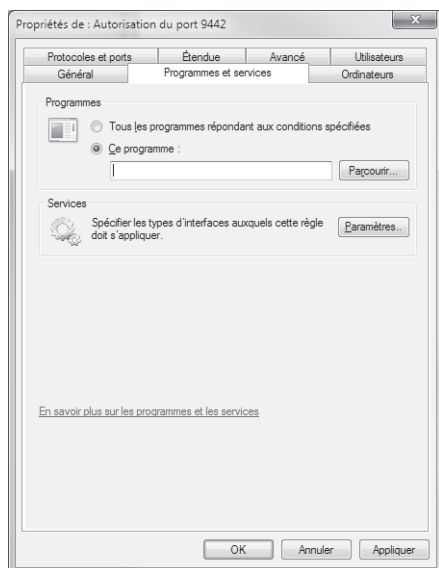 Propriétés de : Autorisation du port 9442
Protocoles et ports Étendue Avancé Utilisateurs
Général Programmes et services Ordinateurs
Programmes
Tous les programmes répondant aux conditions spécifiées
Ce programme :
Parcourir...
Services
Spécifier les types d'interfaces auxquels cette règle
doit s'appliquer.
Paramètres..
En savoir plus sur les programmes et les services
OK Annuler Appliquer